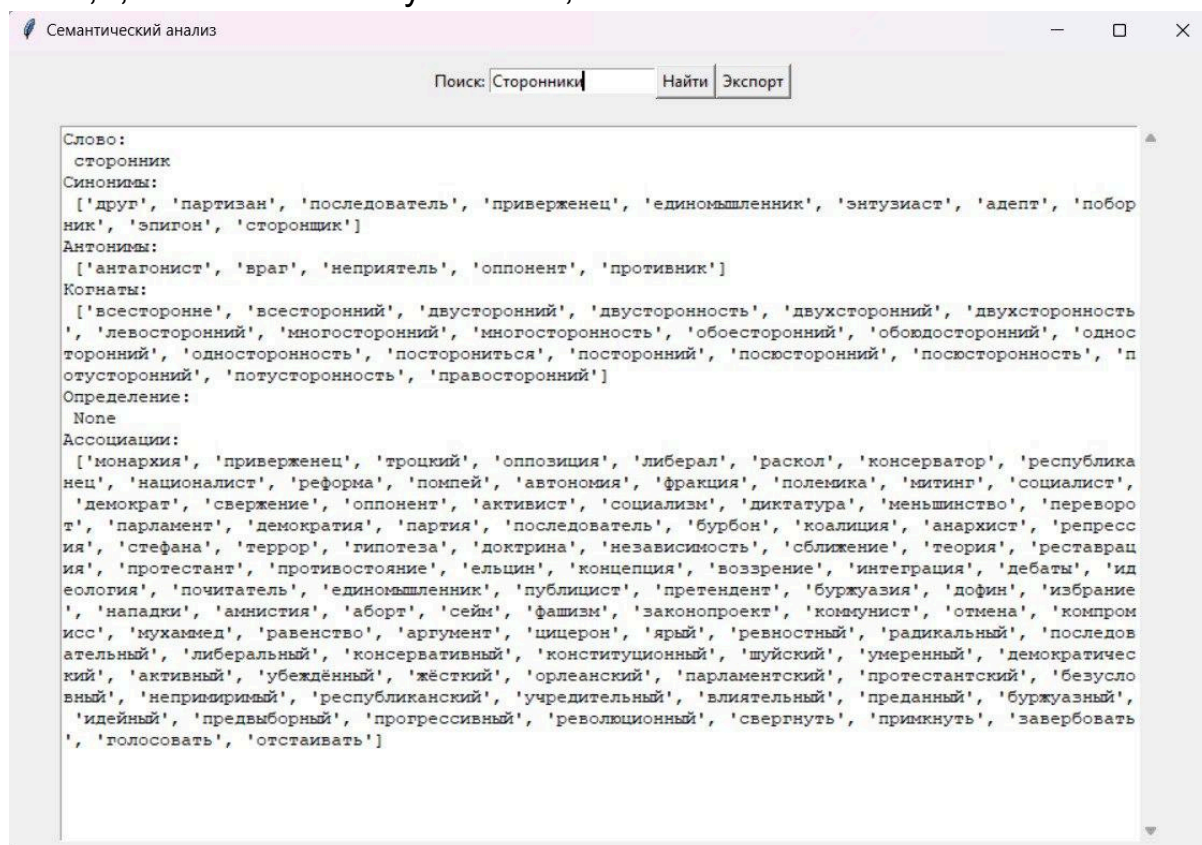 Семантический анализ
Поиск: Сторонники Найти Экспорт
Слово:
сторонник
Синонимы:
['друг', 'партизан', 'последователь', 'приверженец', 'единомышленник', 'энтузиаст', 'адепт', 'побор
ник', 'эпигон', 'сторонщик']
Антонимы:
['антагонист', 'враг', 'неприятель', 'оппонент', 'противник']
Когнаты:
['всесторонне', 'всесторонний', 'двусторонний', 'двусторонность', 'двухсторонний', 'двухсторонность
', 'левосторонний', 'многосторонний', 'многосторонность', 'обоесторонний', 'обоюдосторонний', 'однос
торонний', 'односторонность', 'посторониться', 'посторонний', 'посюсторонний', 'посюсторонность', 'п
отусторонний', 'потусторонность', 'правосторонний']
Определение:
None
Ассоциации:
['монархия', 'приверженец', 'троцкий', 'оппозиция', 'либерал', 'раскол', 'консерватор', 'республика
нец', 'националист', 'реформа', 'помпей', 'автономия', 'фракция', 'полемика', 'митинг', 'социалист',
'демократ', 'свержение', 'оппонент', 'активист', 'социализм', 'диктатура', 'меньшинство', 'переворо
т', 'парламент', 'демократия', 'партия', 'последователь', 'бурбон', 'коалиция', 'анархист', 'репресс
ия', 'стефана', 'террор', 'гипотеза', 'доктрина', 'независимость', 'сближение', 'теория', 'реставрац
ия', 'протестант', 'противостояние', 'ельцин', 'концепция', 'воззрение', 'интеграция', 'дебаты', 'ид
еология', 'почитатель', 'единомышленник', 'публицист', 'претендент', 'буржуазия', 'дофин', 'избрание
', 'нападки', 'амнистия', 'аборт', 'сейм', 'фашизм', 'законопроект', 'коммунист', 'отмена', 'компром
исс', 'мухаммед', 'равенство', 'аргумент', 'цицерон', 'ярый', 'ревностный', 'радикальный', 'последов
ательный', 'либеральный', 'консервативный', 'конституционный', 'шуйский', 'умеренный', 'демократичес
кий', 'активный', 'убеждённый', 'жёсткий', 'орлеанский', 'парламентский', 'протестантский', 'безусло
вный', 'непримиримый', 'республиканский', 'учредительный', 'влиятельный', 'преданный', 'буржуазный',
'идейный', 'предвыборный', 'прогрессивный', 'революционный', 'свергнуть', 'примкнуть', 'завербовать
', 'голосовать', 'отстаивать']